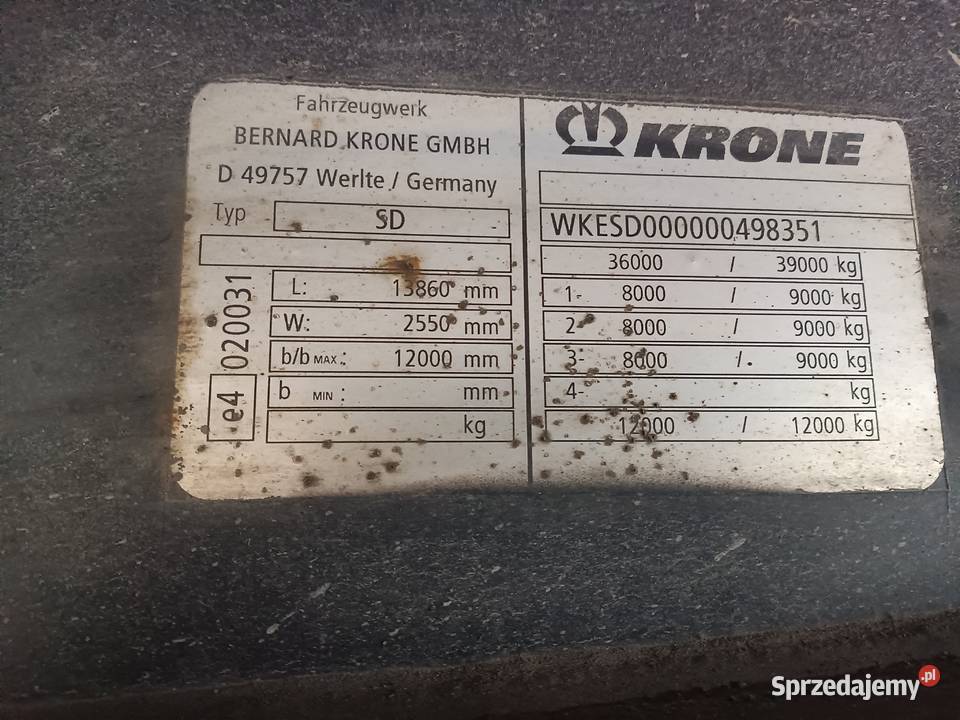 Fahrzeugwerk
BERNARD KRONE GMBH
D 49757 Werlte / Germany
Typ SD
L: 13860 mm
W: 2550 mm
b/b MAX: 12000 mm
b MIN: mm
kg
e4 020031
KRONE
WKESD000000498351
36000 / 39000 kg
1- 8000 / 9000 kg
2- 8000 / 9000 kg
3- 8000 / 9000 kg
4- kg
12000 / 12000 kg
Sprzedajemy.pl